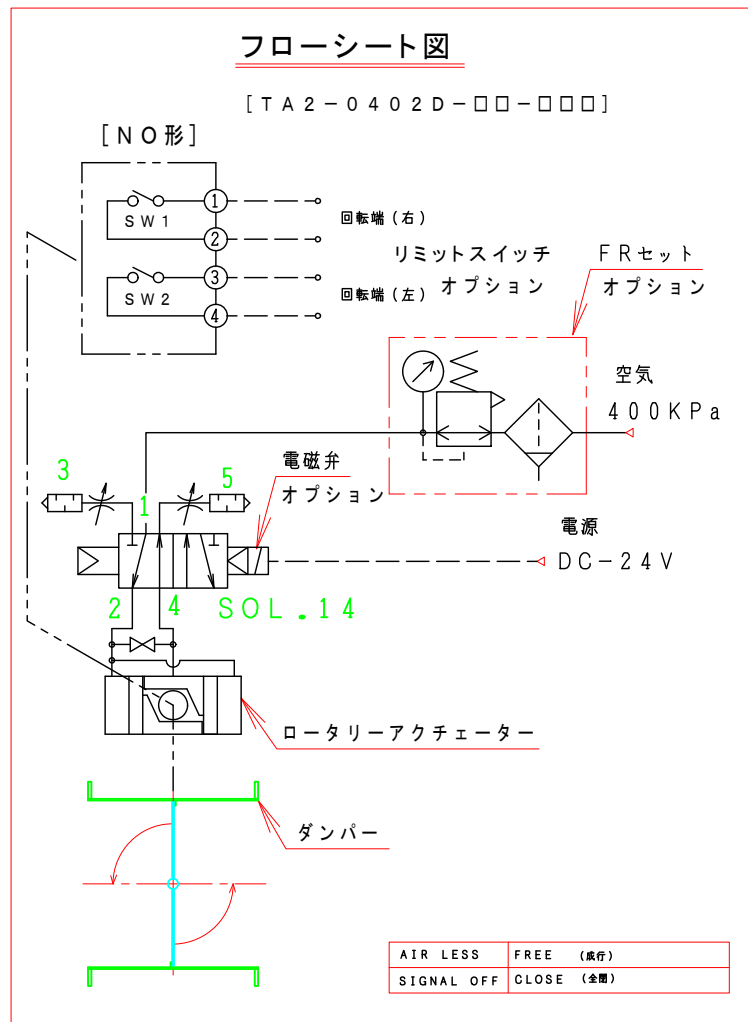 フローシート図
[TA2-0402D-□□-□□□]
[NO形]
SW1
1
2
回転端(右)
SW2
3
4
回転端(左)
リミットスイッチ
オプション
FRセット
オプション
空気
400KPa
電磁弁
オプション
3
1
5
電源
DC-24V
2
4
SOL.14
ロータリーアクチェーター
ダンパー
AIR LESS FREE (成行)
SIGNAL OFF CLOSE (全閉)